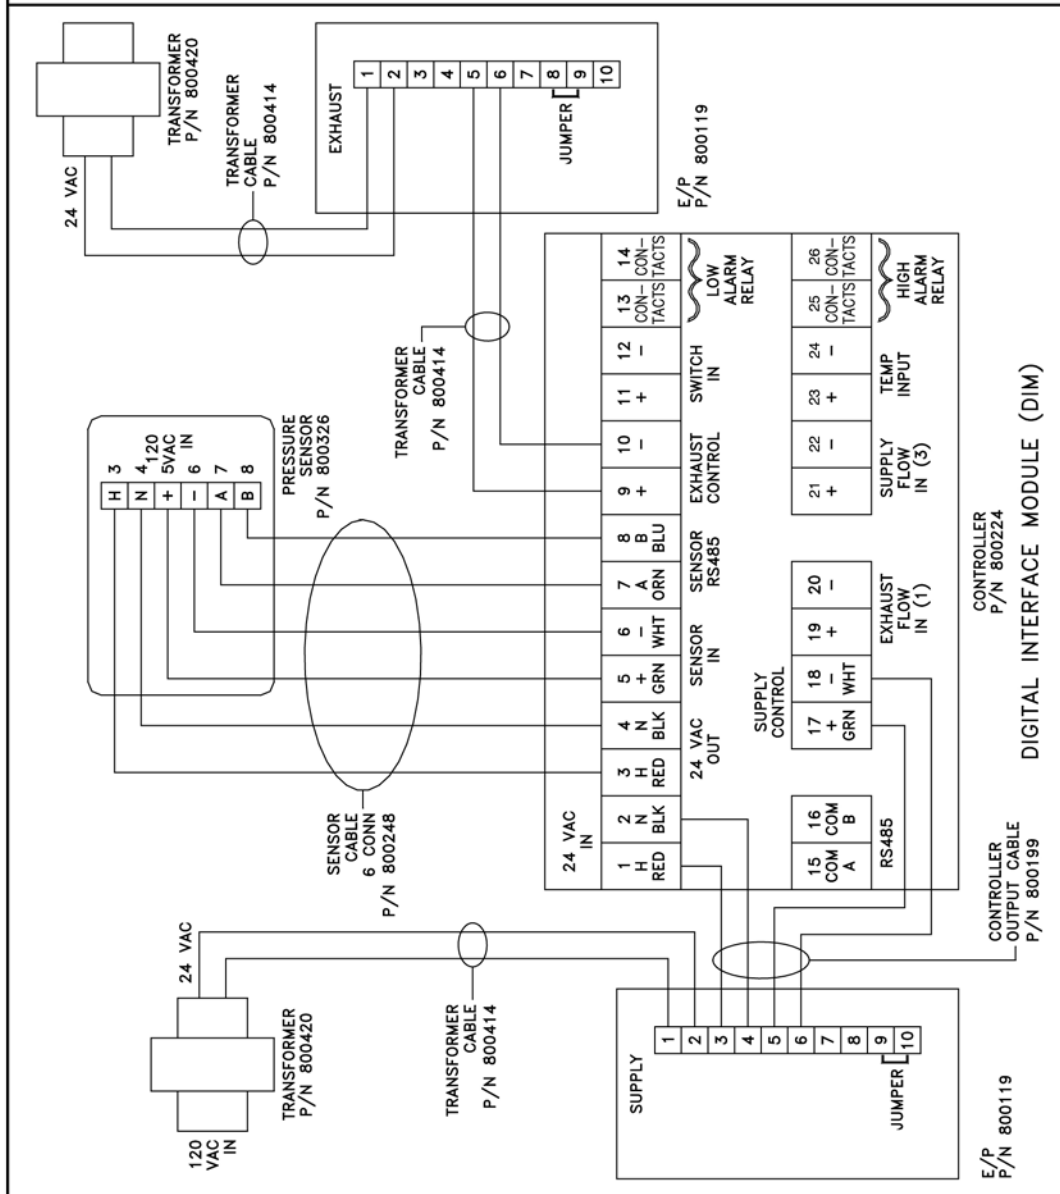 120
VAC
IN
24 VAC
TRANSFORMER
P/N 800420
TRANSFORMER
CABLE
P/N 800414
SENSOR
CABLE
6 CONN
P/N 800248
H 3
N 4
+ 5
− 6
A 7
B 8
120
VAC
IN
PRESSURE
SENSOR
P/N 800326
TRANSFORMER
CABLE
P/N 800414
24 VAC
TRANSFORMER
P/N 800420
TRANSFORMER
CABLE
P/N 800414
EXHAUST
1
2
3
4
5
6
7
8
9
10
JUMPER
E/P
P/N 800119
24 VAC
IN
1 2 3 4 5 6 7 8 9 10 11 12 13 14
H N H N + − A B + − + − CON- CON-
RED BLK RED BLK GRN WHT ORN BLU TACTS TACTS
24 VAC
OUT
SENSOR
IN
SENSOR
RS485
EXHAUST
CONTROL
SWITCH
IN
LOW
ALARM
RELAY
SUPPLY
CONTROL
15 16 17 18 19 20 21 22 23 24 25 26
COM COM + − + − + − + − CON- CON-
A B GRN WHT TACTS TACTS
RS485
EXHAUST
FLOW
IN (1)
SUPPLY
FLOW
IN (3)
TEMP
INPUT
HIGH
ALARM
RELAY
SUPPLY
1
2
3
4
5
6
7
8
9
10
JUMPER
E/P
P/N 800119
CONTROLLER
OUTPUT CABLE
P/N 800199
CONTROLLER
P/N 800224
DIGITAL INTERFACE MODULE (DIM)